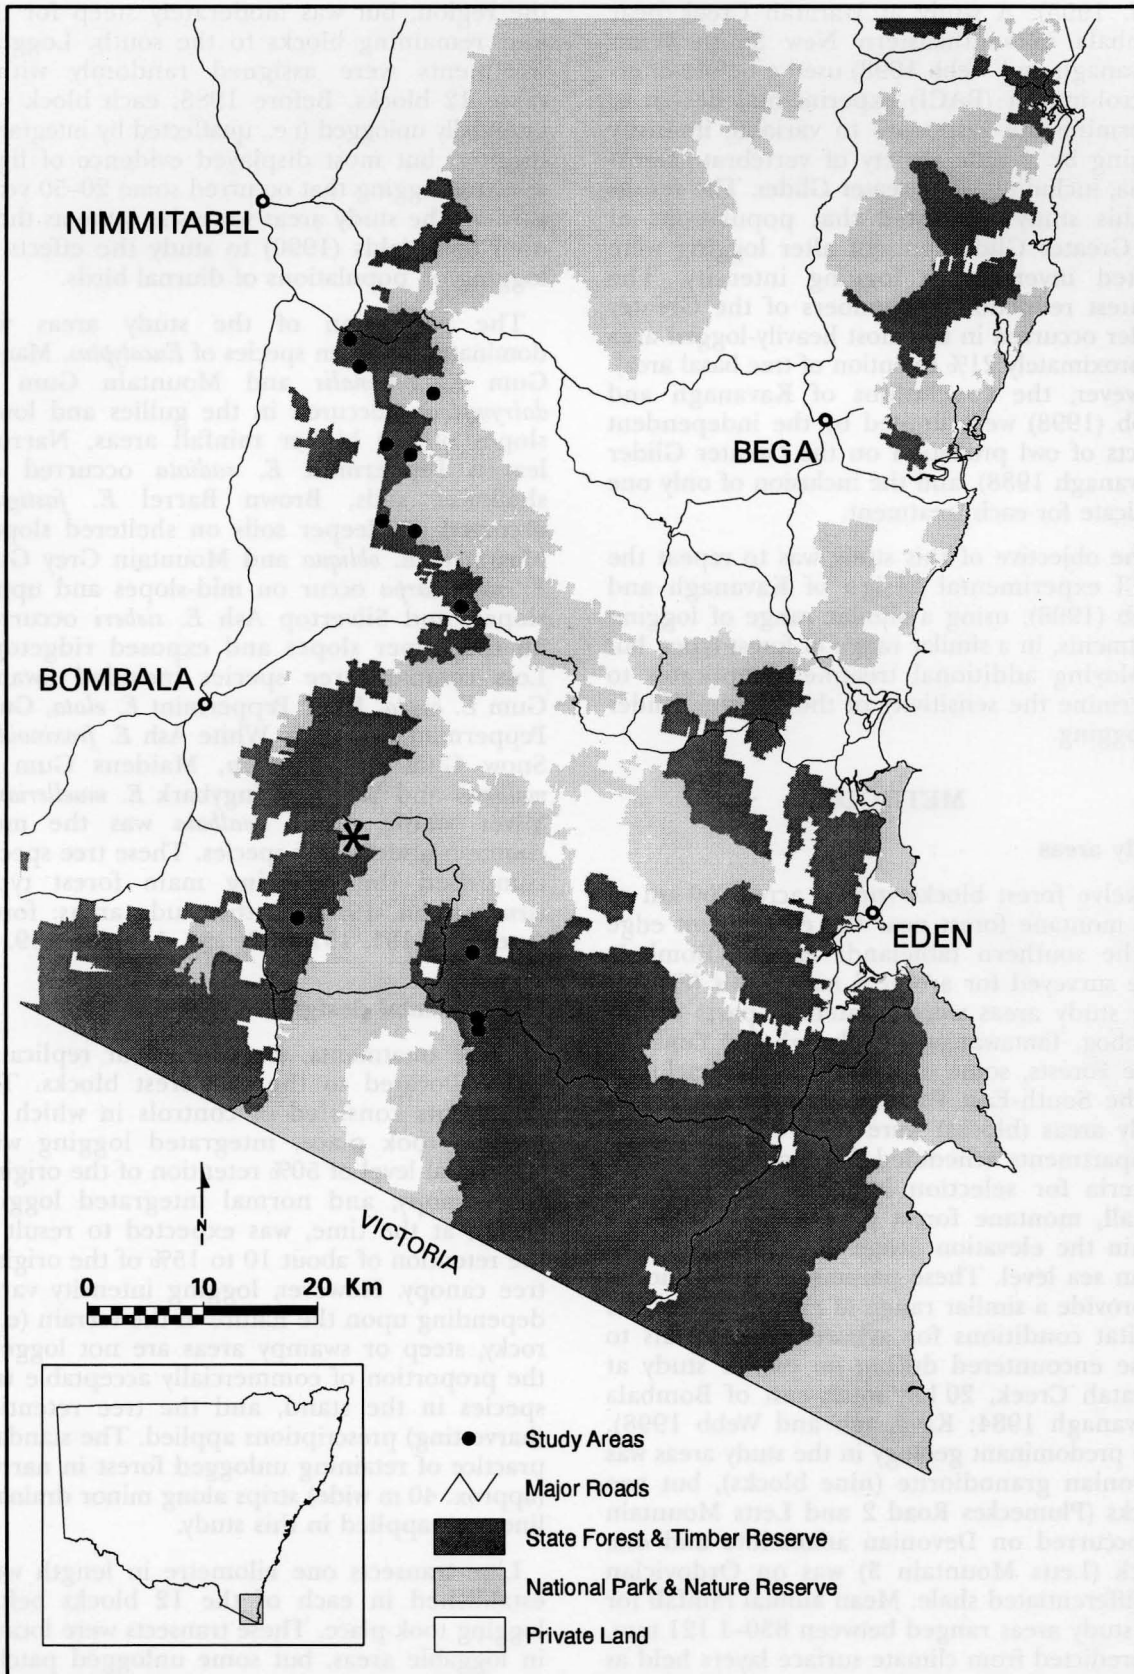 NIMMITABEL
BEGA
BOMBALA
EDEN
VICTORIA
N
0 10 20 Km
Study Areas
Major Roads
State Forest & Timber Reserve
National Park & Nature Reserve
Private Land